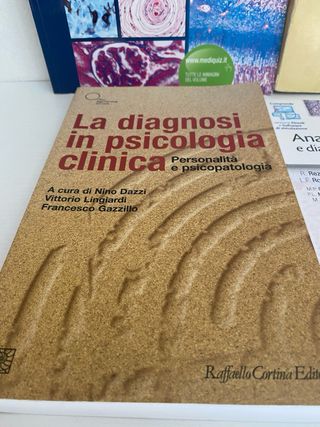 www.mediquiz.it
TUTTE LE IMMAGINI
DEL VOLUME
La diagnosi
in psicologia
clinica
Personalità
e psicopatologia
A cura di Nino Dazzi
Vittorio Lingiardi
Francesco Gazzillo
Raffaello Cortina Edito
Ana
e dia